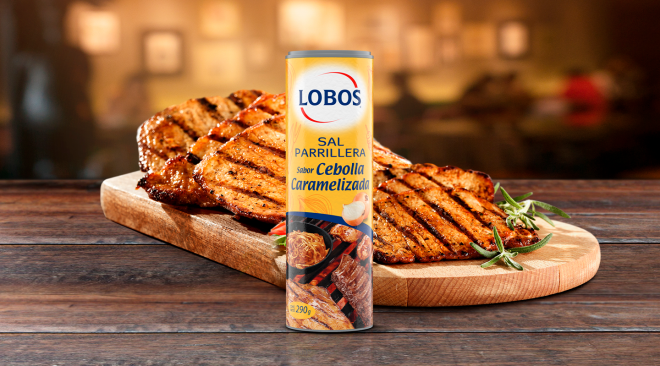 LOBOS
SAL
PARRILLERA
Sabor Cebolla
Caramelizada
290g